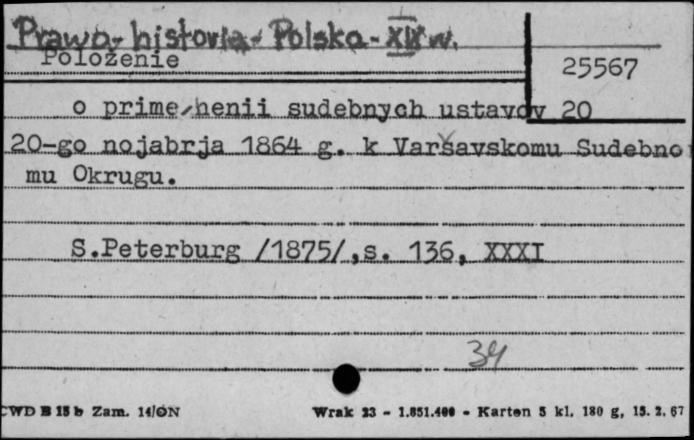 Prawo - historia - Polska - XIX w.
Położenie
25567
o prime henii sudebnych ustavov 20
20-go nojabrja 1864 g. k Varšavskomu Sudebno
mu Okrugu.
S.Peterburg /1875/,s. 136, XXXI
34
CWD B 15 b Zam. 14/ON Wrak 23 - 1.851.400 - Karten 5 kl. 180 g, 15. 2. 67